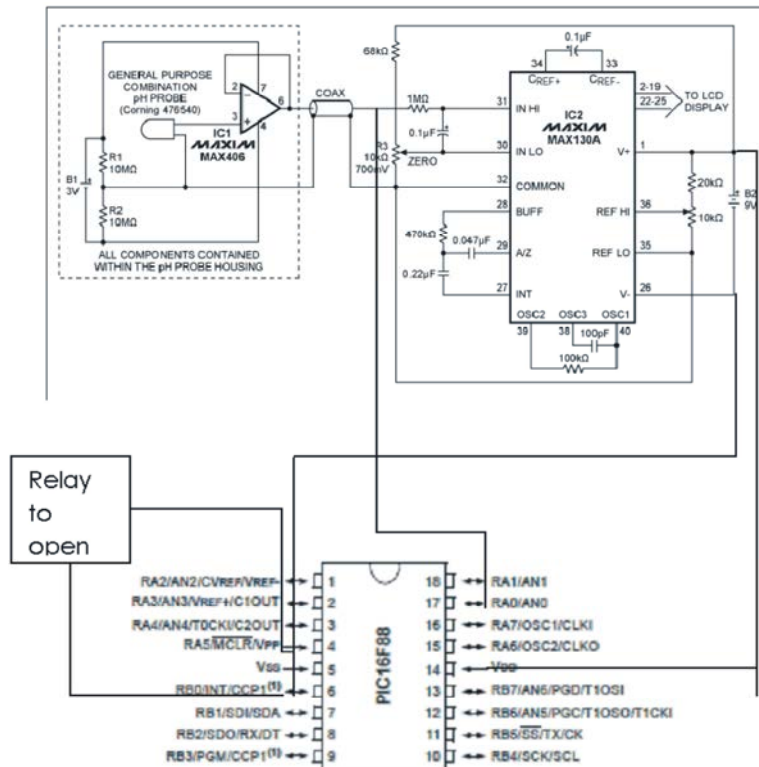 GENERAL PURPOSE
COMBINATION
pH PROBE
(Corning 476540)
2
7
6
3
4
IC1
MAXIM
MAX406
B1
3V
R1
10MΩ
R2
10MΩ
ALL COMPONENTS CONTAINED
WITHIN THE pH PROBE HOUSING
COAX
68kΩ
1MΩ
0.1µF
R3
10kΩ
700mV
ZERO
0.1µF
34
33
CREF+
CREF-
IC2
MAXIM
MAX130A
31
IN HI
30
IN LO
32
COMMON
28
BUFF
29
A/Z
27
INT
470kΩ
0.047µF
0.22µF
2-19
22-25
TO LCD
DISPLAY
V+
1
REF HI
36
REF LO
35
V-
26
20kΩ
10kΩ
B2
9V
OSC2
OSC3
OSC1
39
38
40
100pF
100kΩ
Relay
to
open
PIC16F88
RA2/AN2/CVREF/VREF-
1
RA3/AN3/VREF+/C1OUT
2
RA4/AN4/T0CKI/C2OUT
3
RA5/MCLR/VPP
4
VSS
5
RB0/INT/CCP1(1)
6
RB1/SDI/SDA
7
RB2/SDO/RX/DT
8
RB3/PGM/CCP1(1)
9
18
RA1/AN1
17
RA0/AN0
16
RA7/OSC1/CLKI
15
RA6/OSC2/CLKO
14
VDD
13
RB7/AN6/PGD/T1OSI
12
RB6/AN5/PGC/T1OSO/T1CKI
11
RB5/SS/TX/CK
10
RB4/SCK/SCL